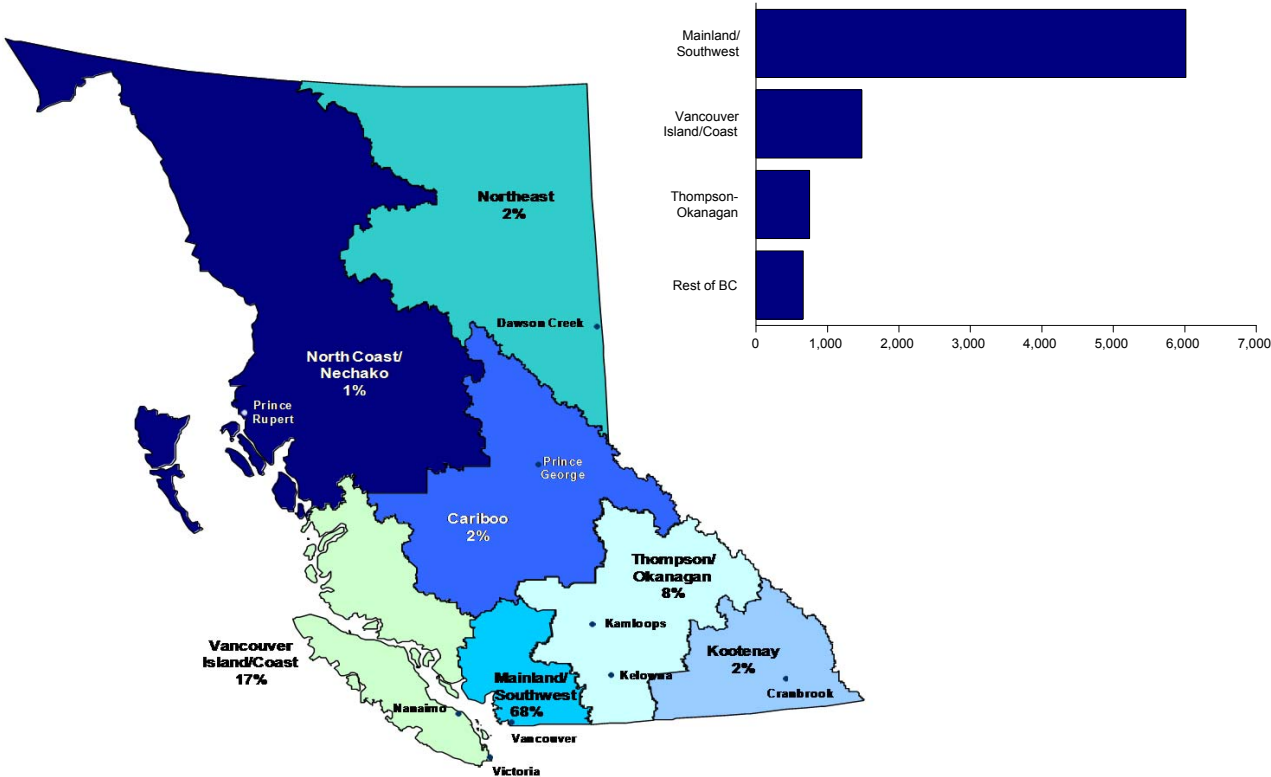 Northeast
2%
Dawson Creek
North Coast/
Nechako
1%
Prince
Rupert
Prince
George
Cariboo
2%
Thompson/
Okanagan
8%
Kamloops
Vancouver
Island/Coast
17%
Kootenay
2%
Kelowna
Mainland/
Southwest
68%
Cranbrook
Nanaimo
Vancouver
Victoria
Mainland/
Southwest
Vancouver
Island/Coast
Thompson-
Okanagan
Rest of BC
0 1,000 2,000 3,000 4,000 5,000 6,000 7,000